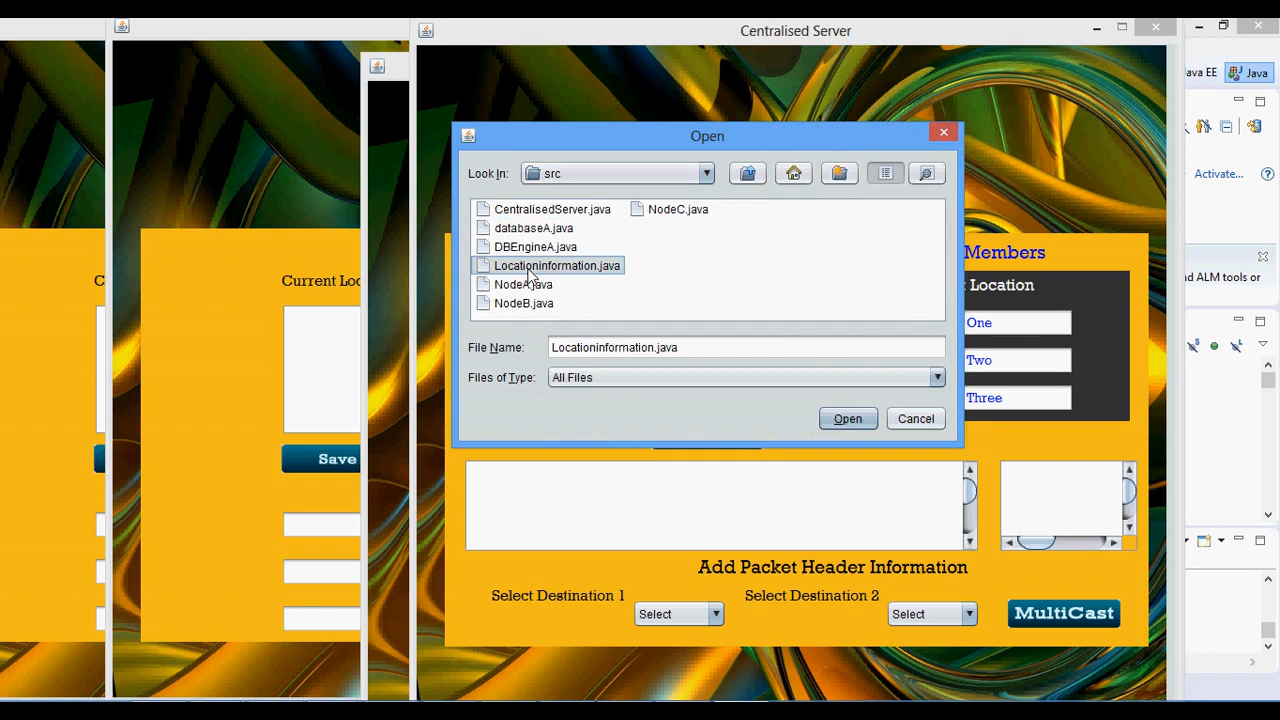 Centralised Server
Java EE
Java
Open
Look In:
src
Activate...
CentralisedServer.java
NodeC.java
databaseA.java
DBEngineA.java
Locationinformation.java
NodeA.java
NodeB.java
Members
Location
One
Two
Three
nd ALM tools or
Current Loc
File Name:
Locationinformation.java
Files of Type:
All Files
Open
Cancel
Save
Add Packet Header Information
Select Destination 1
Select
Select Destination 2
Select
MultiCast